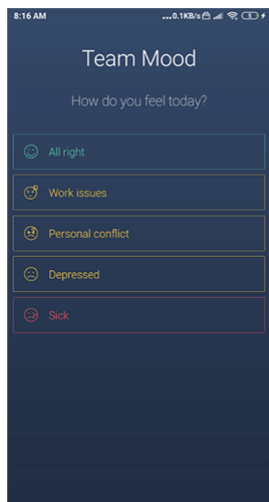 8:16 AM ...0.1KB/s
Team Mood
How do you feel today?
All right
Work issues
Personal conflict
Depressed
Sick